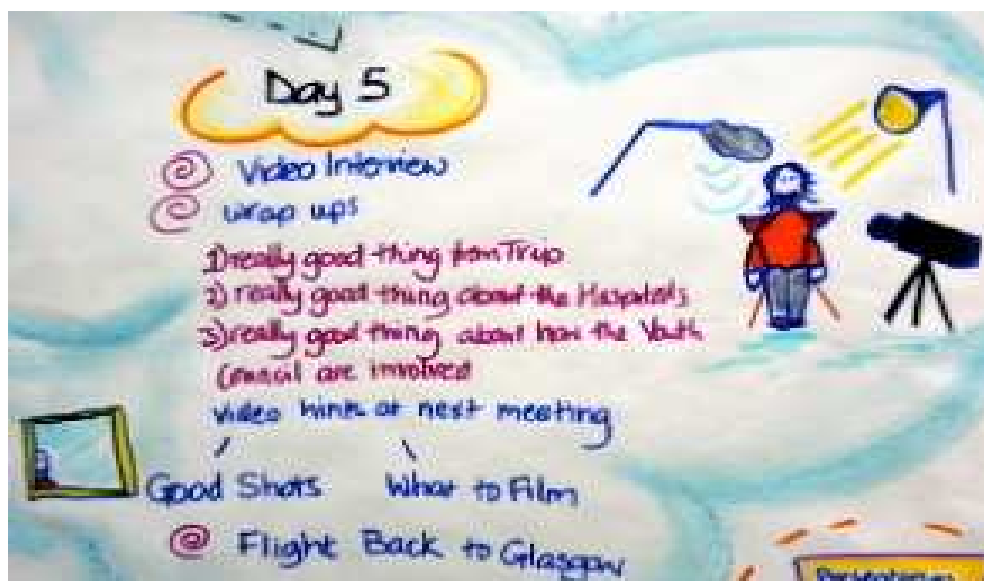 Day 5
Video Interview
Wrap ups
1) really good thing from Trip
2) really good thing about the Hospitals
3) really good thing about how the Youth
Council are involved
Video hints at next meeting
Good Shots What to Film
Flight Back to Glasgow